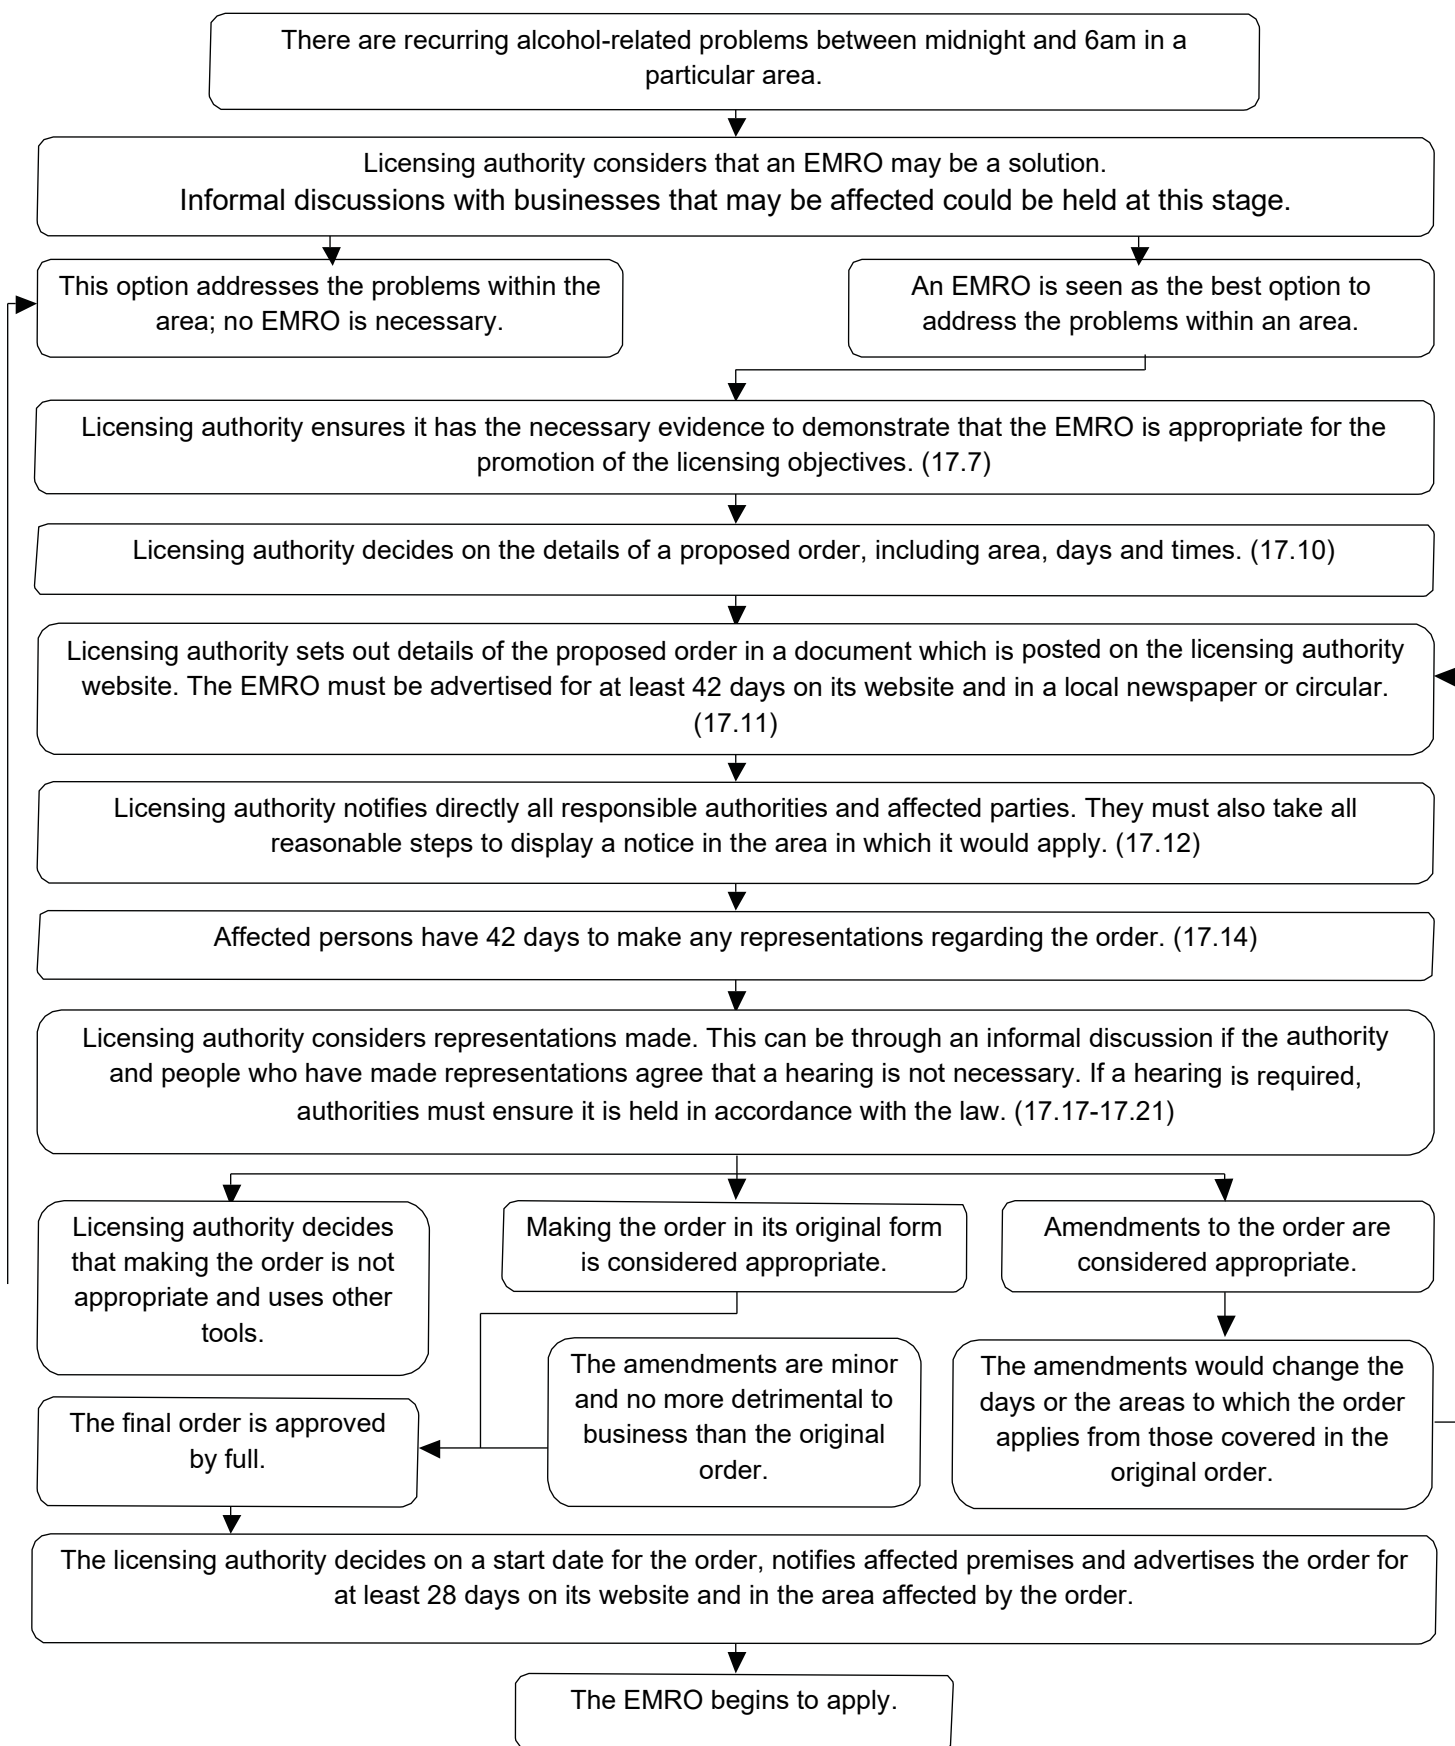 There are recurring alcohol-related problems between midnight and 6am in a
particular area.
Licensing authority considers that an EMRO may be a solution.
Informal discussions with businesses that may be affected could be held at this stage.
This option addresses the problems within the
area; no EMRO is necessary.
An EMRO is seen as the best option to
address the problems within an area.
Licensing authority ensures it has the necessary evidence to demonstrate that the EMRO is appropriate for the
promotion of the licensing objectives. (17.7)
Licensing authority decides on the details of a proposed order, including area, days and times. (17.10)
Licensing authority sets out details of the proposed order in a document which is posted on the licensing authority
website. The EMRO must be advertised for at least 42 days on its website and in a local newspaper or circular.
(17.11)
Licensing authority notifies directly all responsible authorities and affected parties. They must also take all
reasonable steps to display a notice in the area in which it would apply. (17.12)
Affected persons have 42 days to make any representations regarding the order. (17.14)
Licensing authority considers representations made. This can be through an informal discussion if the authority
and people who have made representations agree that a hearing is not necessary. If a hearing is required,
authorities must ensure it is held in accordance with the law. (17.17-17.21)
Licensing authority decides
that making the order is not
appropriate and uses other
tools.
Making the order in its original form
is considered appropriate.
Amendments to the order are
considered appropriate.
The amendments are minor
and no more detrimental to
business than the original
order.
The amendments would change the
days or the areas to which the order
applies from those covered in the
original order.
The final order is approved
by full.
The licensing authority decides on a start date for the order, notifies affected premises and advertises the order for
at least 28 days on its website and in the area affected by the order.
The EMRO begins to apply.